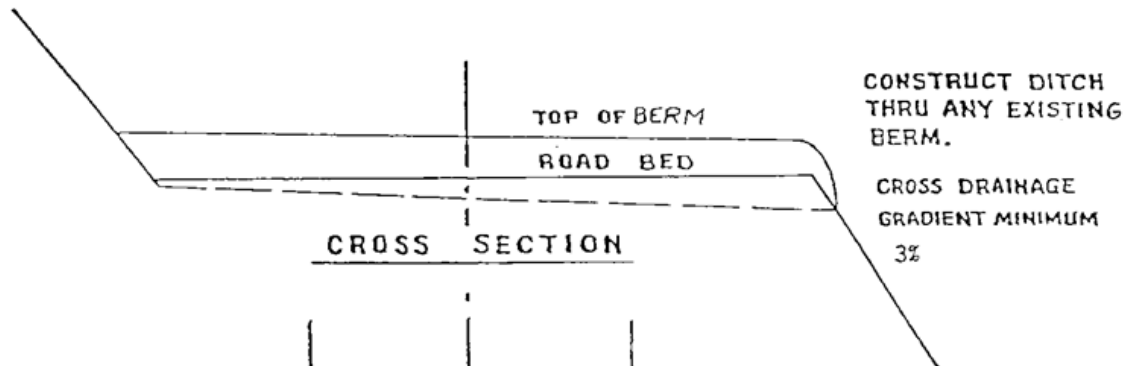 CONSTRUCT DITCH
THRU ANY EXISTING
BERM.
TOP OF BERM
ROAD BED
CROSS DRAINAGE
GRADIENT MINIMUM
3%
CROSS SECTION